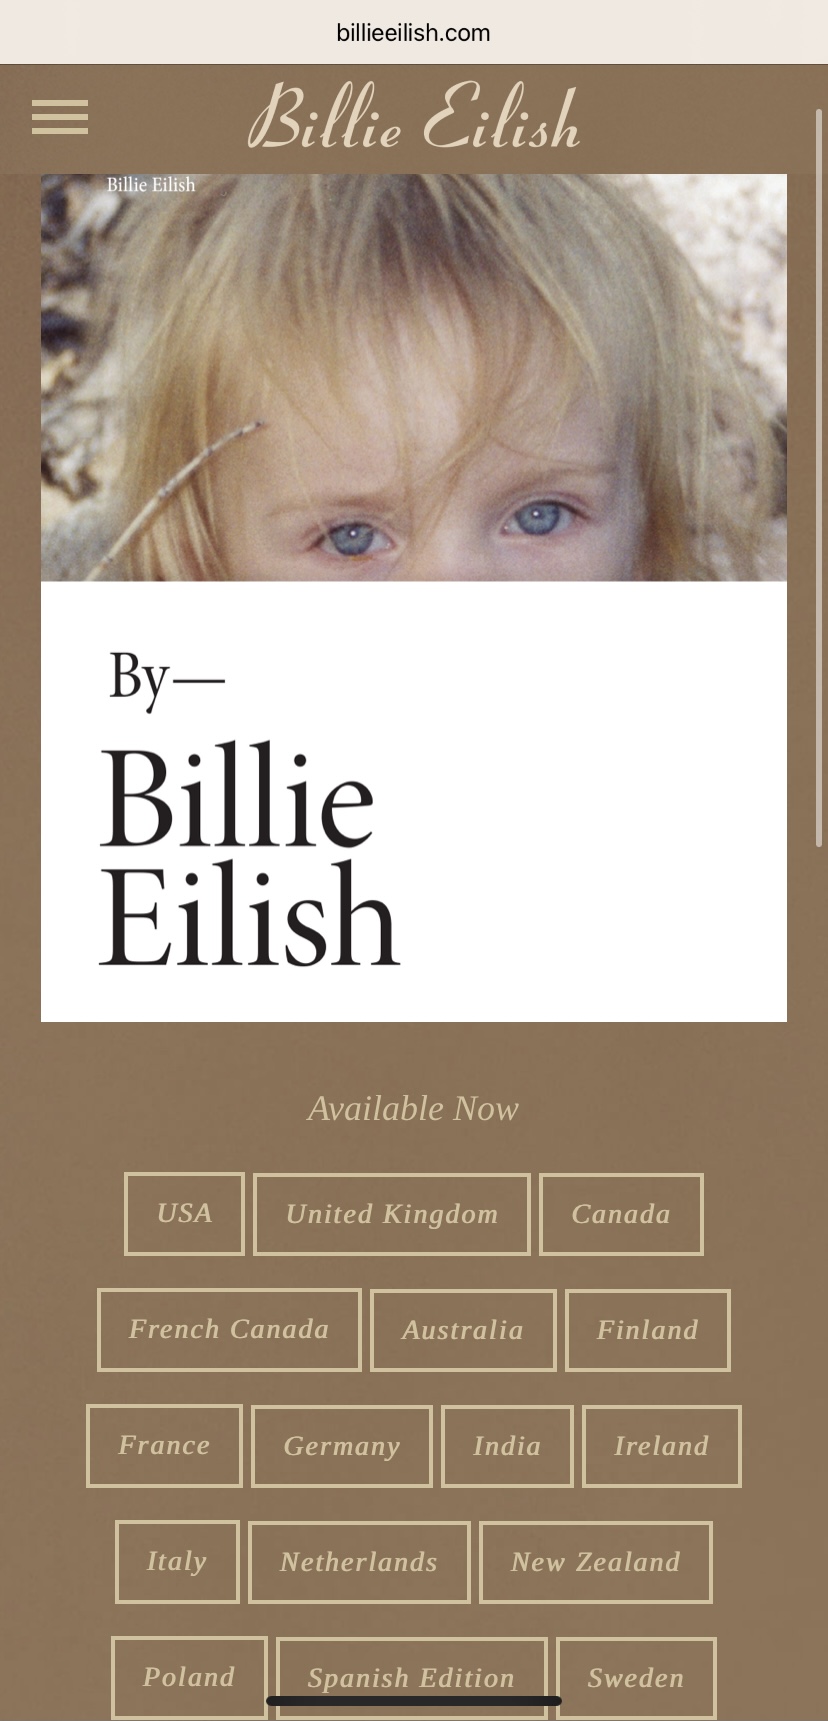 billieeilish.com
Billie Eilish
Billie Eilish
By—
Billie
Eilish
Available Now
USA United Kingdom Canada
French Canada Australia Finland
France Germany India Ireland
Italy Netherlands New Zealand
Poland Spanish Edition Sweden